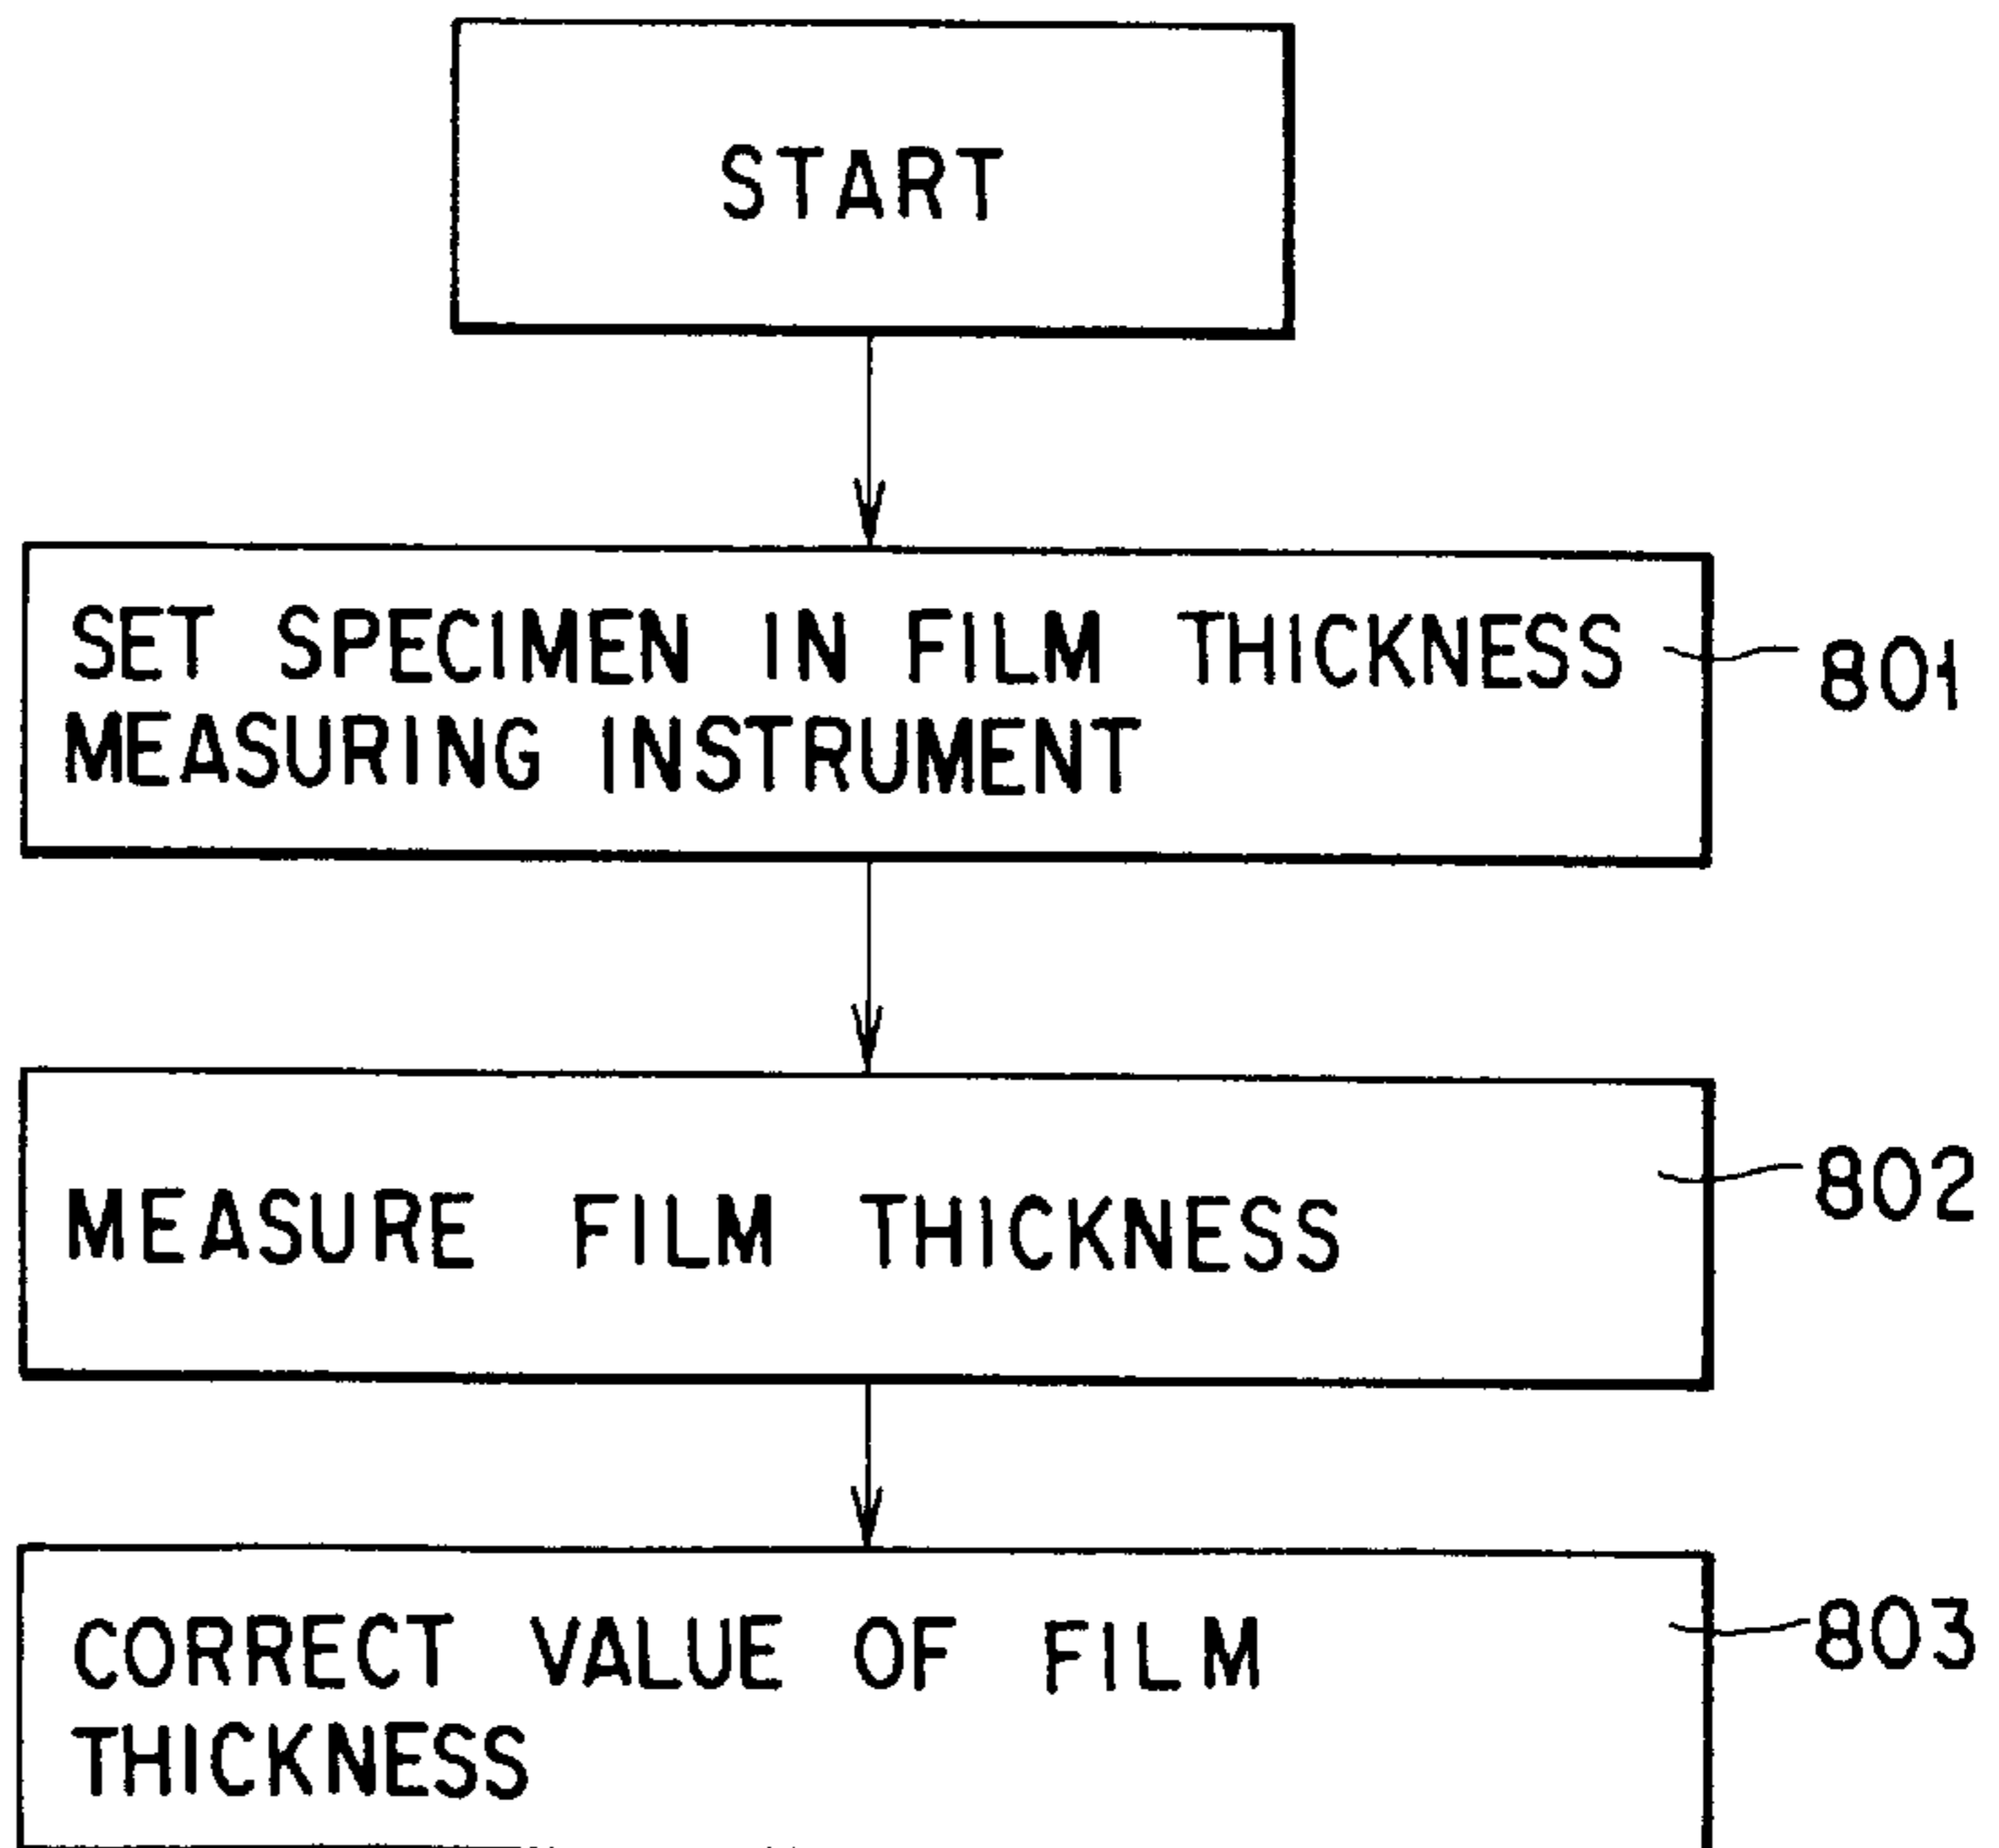 START
SET SPECIMEN IN FILM THICKNESS
MEASURING INSTRUMENT
801
MEASURE FILM THICKNESS
802
CORRECT VALUE OF FILM
THICKNESS
803